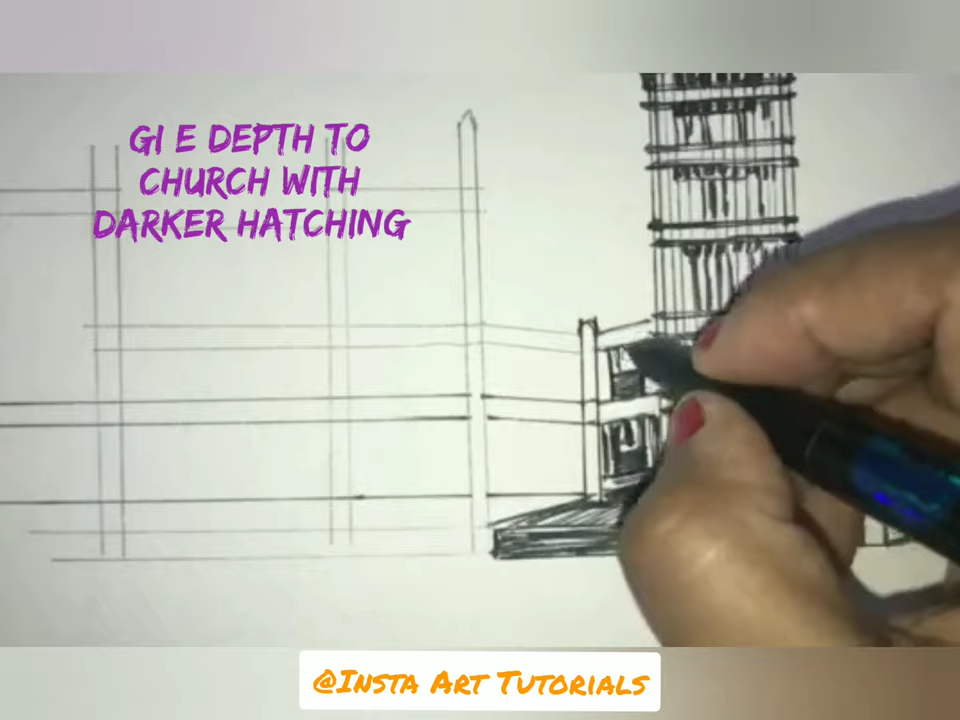 GI E DEPTH TO
CHURCH WITH
DARKER HATCHING
@INSTA ART TUTORIALS